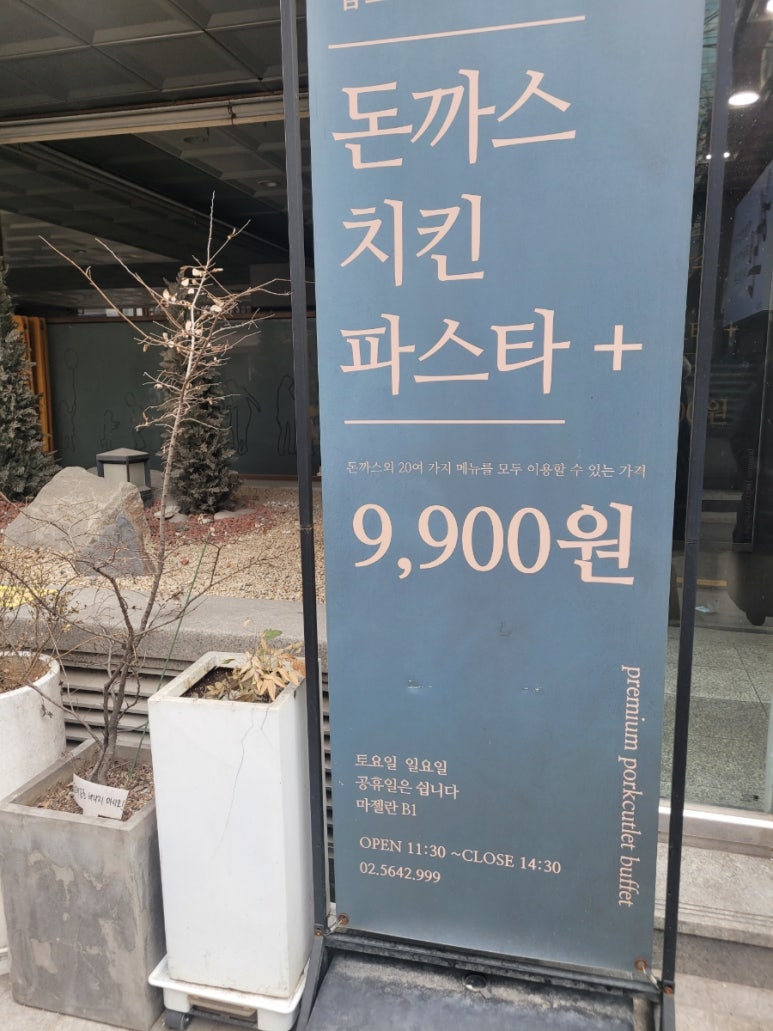 돈까스
치킨
파스타 +
돈까스외 20여 가지 메뉴를 모두 이용할 수 있는 가격
9,900원
premium porkcutlet buffet
토요일 일요일
공휴일은 쉽니다
마젤란 B1
OPEN 11:30 ~CLOSE 14:30
02.5642.999